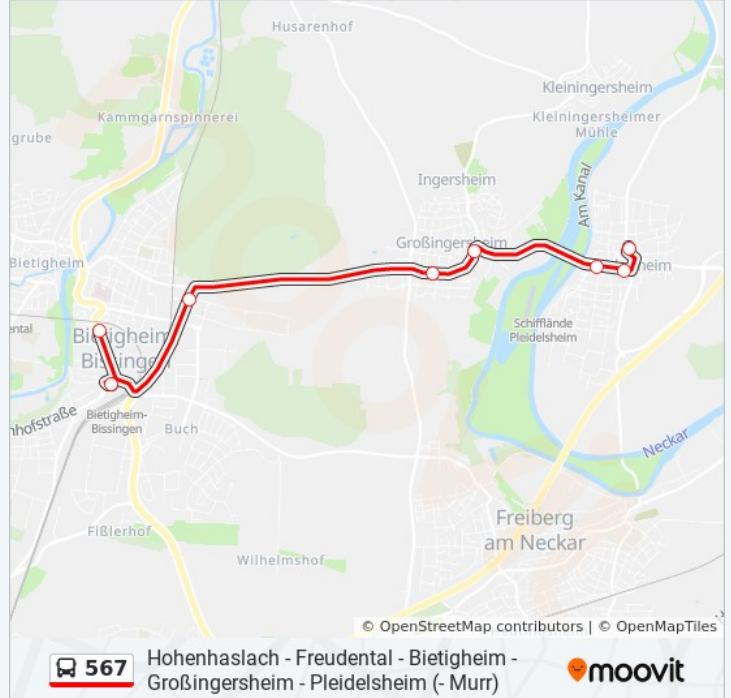 Husarenhof
Kleiningersheim
Kammgarnspinnerei
Kleiningersheimer
Mühle
grube
Ingersheim
Am Kanal
Großingersheim
Bietigheim
heim
Schifflände
Pleidelsheim
ental
Bietigheim
Bissingen
nhofstraße
Bietigheim-
Bissingen
Buch
Neckar
Freiberg
am Neckar
Fißlerhof
Wilhelmshof
© OpenStreetMap contributors | © OpenMapTiles
567
Hohenhaslach - Freudental - Bietigheim -
Großingersheim - Pleidelsheim (- Murr)
moovit